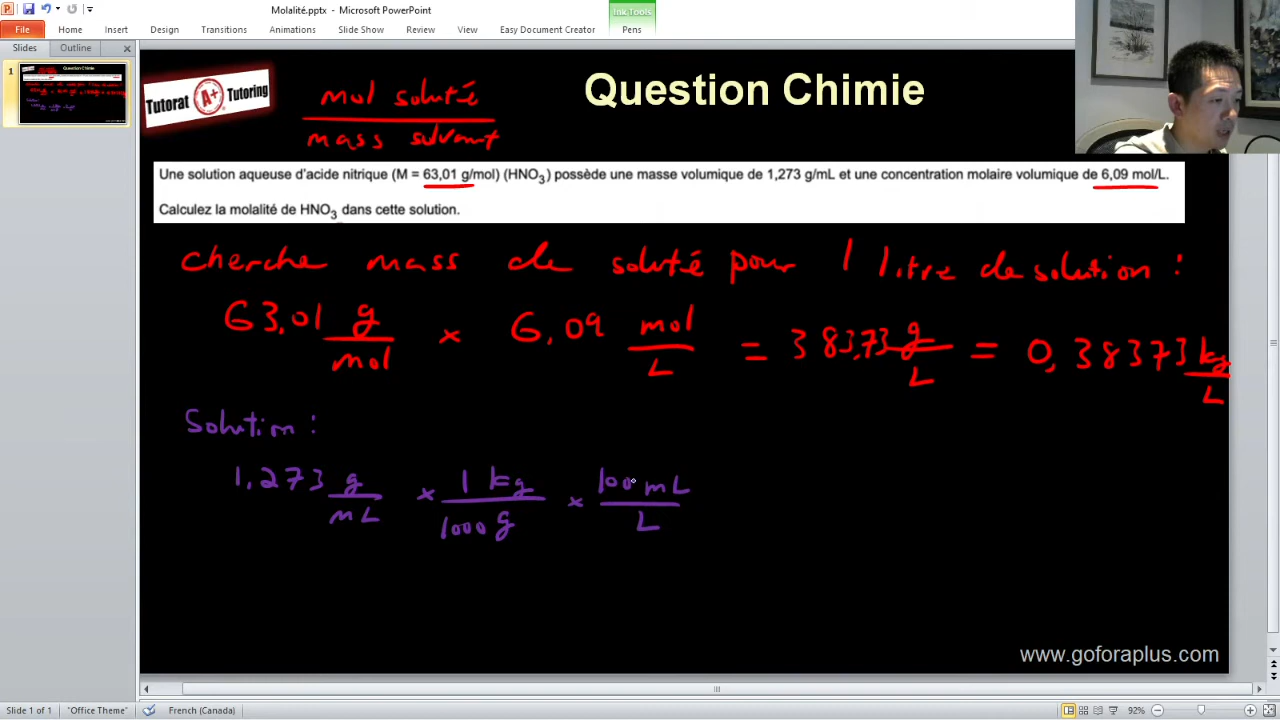 Molalité.pptx - Microsoft PowerPoint
Ink Tools
File Home Insert Design Transitions Animations Slide Show Review View Easy Document Creator Pens
Slides Outline
1
Tutorat A+ Tutoring
mol soluté
mass solvant
Question Chimie
Une solution aqueuse d'acide nitrique (M = 63,01 g/mol) (HNO3) possède une masse volumique de 1,273 g/mL et une concentration molaire volumique de 6,09 mol/L.
Calculez la molalité de HNO3 dans cette solution.
cherche mass de soluté pour 1 litre de solution :
63,01 g/mol × 6,09 mol/L = 383,73 g/L = 0,38373 kg/L
Solution :
1,273 g/mL × 1 kg/1000 g × 100 mL/L
www.goforaplus.com
Slide 1 of 1 "Office Theme" French (Canada) 92%